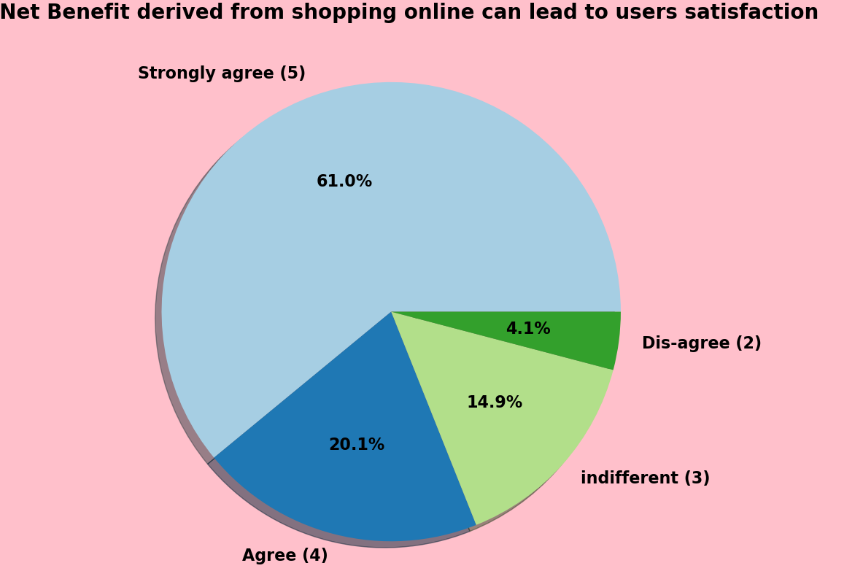 Net Benefit derived from shopping online can lead to users satisfaction
Strongly agree (5)
61.0%
4.1%
Dis-agree (2)
14.9%
20.1%
indifferent (3)
Agree (4)